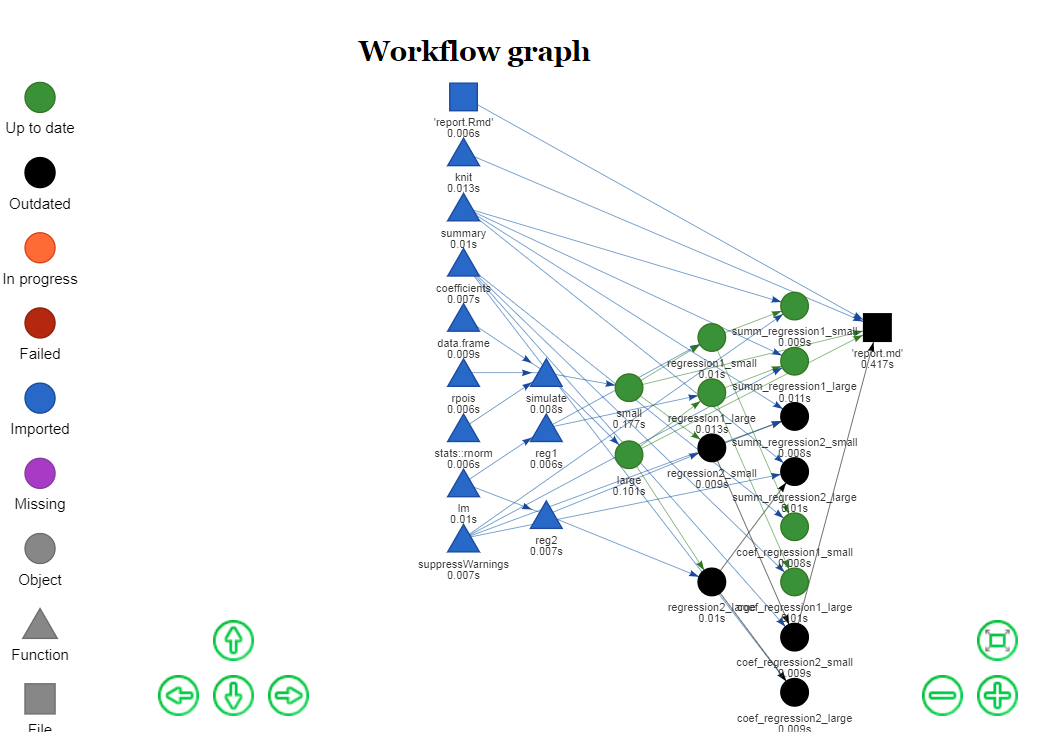 Workflow graph
Up to date
Outdated
In progress
Failed
Imported
Missing
Object
Function
File
'report.Rmd'
0.006s
knit
0.013s
summary
0.01s
coefficients
0.007s
data.frame
0.009s
rpois
0.006s
stats::rnorm
0.006s
lm
0.01s
suppressWarnings
0.007s
simulate
0.008s
reg1
0.006s
reg2
0.007s
small
0.177s
large
0.101s
regression1_small
0.01s
regression1_large
0.013s
regression2_small
0.009s
regression2_large
0.01s
summ_regression1_small
0.009s
summ_regression1_large
0.011s
summ_regression2_small
0.008s
summ_regression2_large
0.01s
coef_regression1_small
0.008s
coef_regression1_large
0.01s
coef_regression2_small
0.009s
coef_regression2_large
0.009s
'report.md'
0.417s